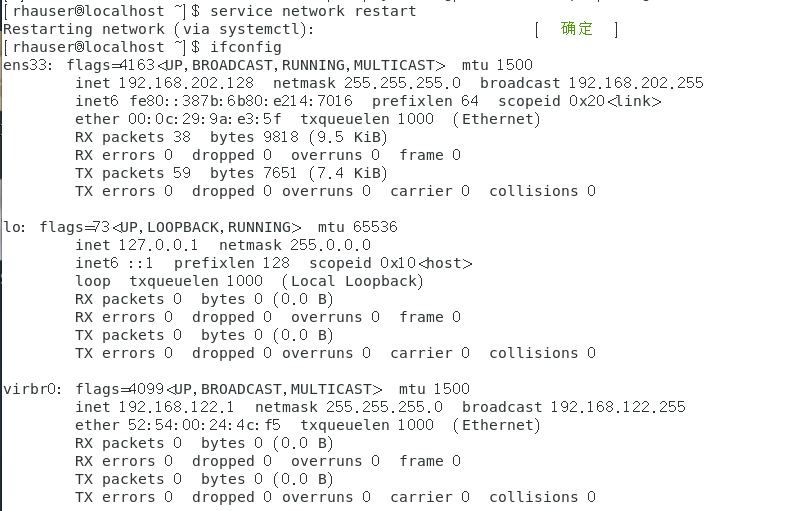 [rhauser@localhost ~]$ service network restart
Restarting network (via systemctl):                        [  确定  ]
[rhauser@localhost ~]$ ifconfig
ens33: flags=4163<UP,BROADCAST,RUNNING,MULTICAST>  mtu 1500
        inet 192.168.202.128  netmask 255.255.255.0  broadcast 192.168.202.255
        inet6 fe80::387b:6b80:e214:7016  prefixlen 64  scopeid 0x20<link>
        ether 00:0c:29:9a:e3:5f  txqueuelen 1000  (Ethernet)
        RX packets 38  bytes 9818 (9.5 KiB)
        RX errors 0  dropped 0  overruns 0  frame 0
        TX packets 59  bytes 7651 (7.4 KiB)
        TX errors 0  dropped 0 overruns 0  carrier 0  collisions 0

lo: flags=73<UP,LOOPBACK,RUNNING>  mtu 65536
        inet 127.0.0.1  netmask 255.0.0.0
        inet6 ::1  prefixlen 128  scopeid 0x10<host>
        loop  txqueuelen 1000  (Local Loopback)
        RX packets 0  bytes 0 (0.0 B)
        RX errors 0  dropped 0  overruns 0  frame 0
        TX packets 0  bytes 0 (0.0 B)
        TX errors 0  dropped 0 overruns 0  carrier 0  collisions 0

virbr0: flags=4099<UP,BROADCAST,MULTICAST>  mtu 1500
        inet 192.168.122.1  netmask 255.255.255.0  broadcast 192.168.122.255
        ether 52:54:00:24:4c:f5  txqueuelen 1000  (Ethernet)
        RX packets 0  bytes 0 (0.0 B)
        RX errors 0  dropped 0  overruns 0  frame 0
        TX packets 0  bytes 0 (0.0 B)
        TX errors 0  dropped 0 overruns 0  carrier 0  collisions 0